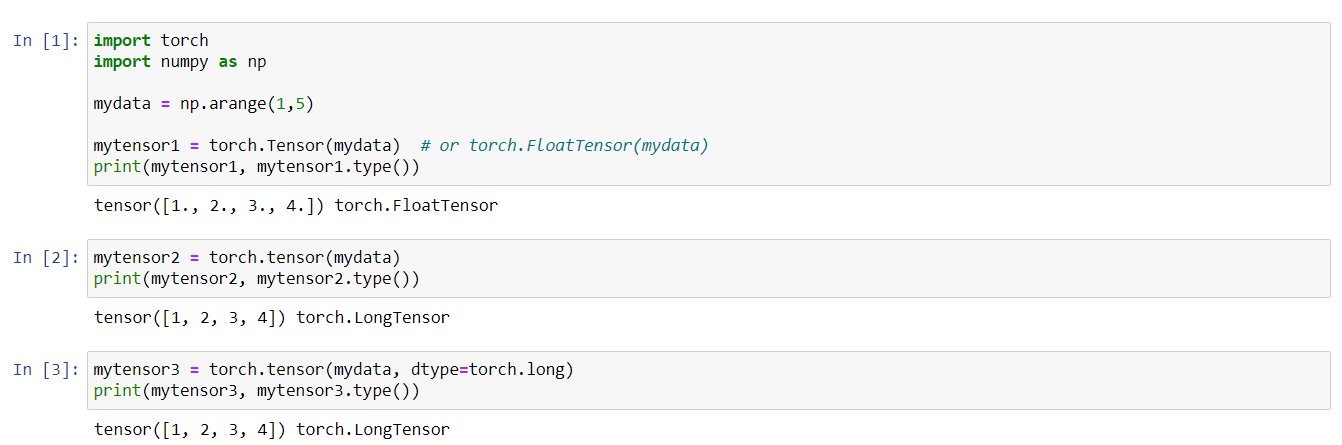 In [1]: import torch
import numpy as np
mydata = np.arange(1,5)
mytensor1 = torch.Tensor(mydata)  # or torch.FloatTensor(mydata)
print(mytensor1, mytensor1.type())
tensor([1., 2., 3., 4.]) torch.FloatTensor
In [2]: mytensor2 = torch.tensor(mydata)
print(mytensor2, mytensor2.type())
tensor([1, 2, 3, 4]) torch.LongTensor
In [3]: mytensor3 = torch.tensor(mydata, dtype=torch.long)
print(mytensor3, mytensor3.type())
tensor([1, 2, 3, 4]) torch.LongTensor